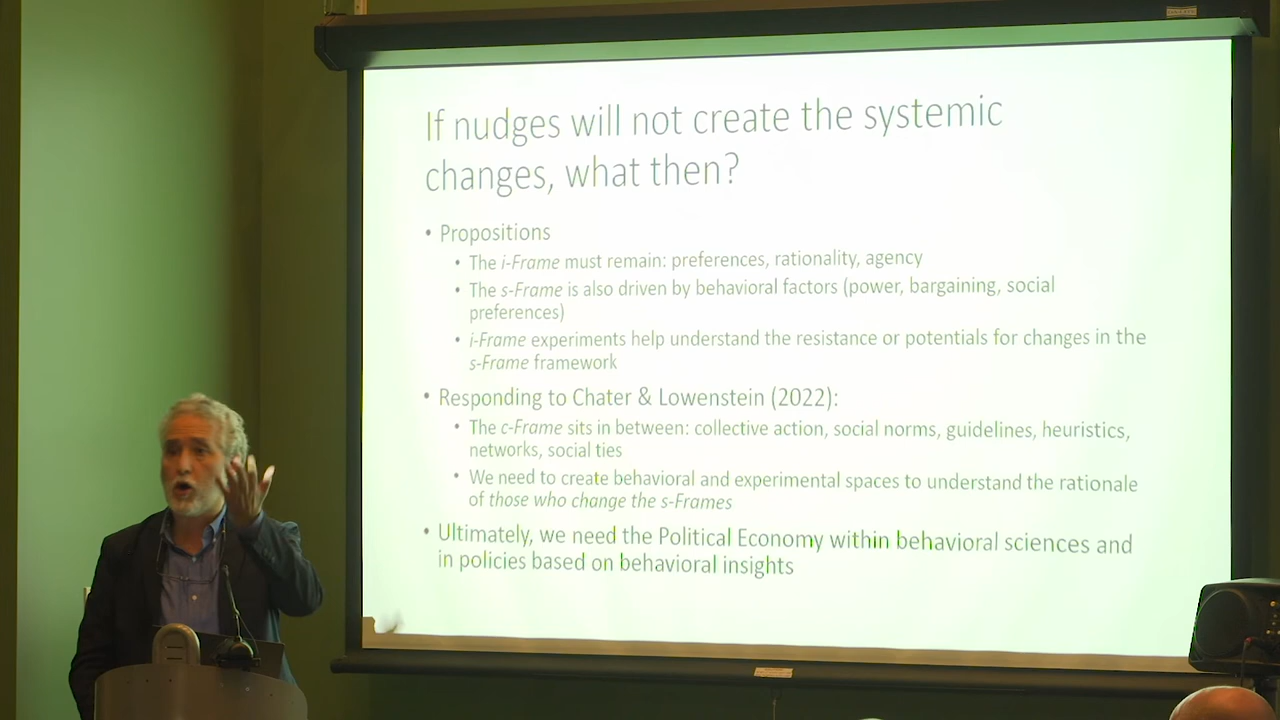 If nudges will not create the systemic
changes, what then?
• Propositions
• The i-Frame must remain: preferences, rationality, agency
• The s-Frame is also driven by behavioral factors (power, bargaining, social
preferences)
• i-Frame experiments help understand the resistance or potentials for changes in the
s-Frame framework
• Responding to Chater & Lowenstein (2022):
• The c-Frame sits in between: collective action, social norms, guidelines, heuristics,
networks, social ties
• We need to create behavioral and experimental spaces to understand the rationale
of those who change the s-Frames
• Ultimately, we need the Political Economy within behavioral sciences and
in policies based on behavioral insights